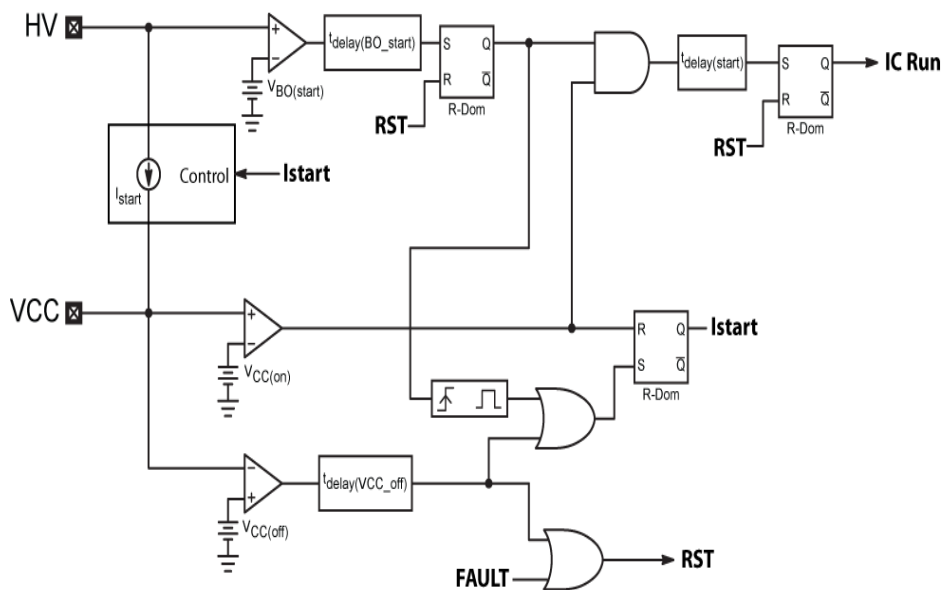 HV
+
−
V_BO(start)
t_delay(BO_start)
S Q
R Q̅
R-Dom
RST
t_delay(start)
S Q
R Q̅
R-Dom
RST
IC Run
I_start
Control
Istart
VCC
+
−
V_CC(on)
R Q
S Q̅
R-Dom
Istart
−
+
V_CC(off)
t_delay(VCC_off)
FAULT
RST